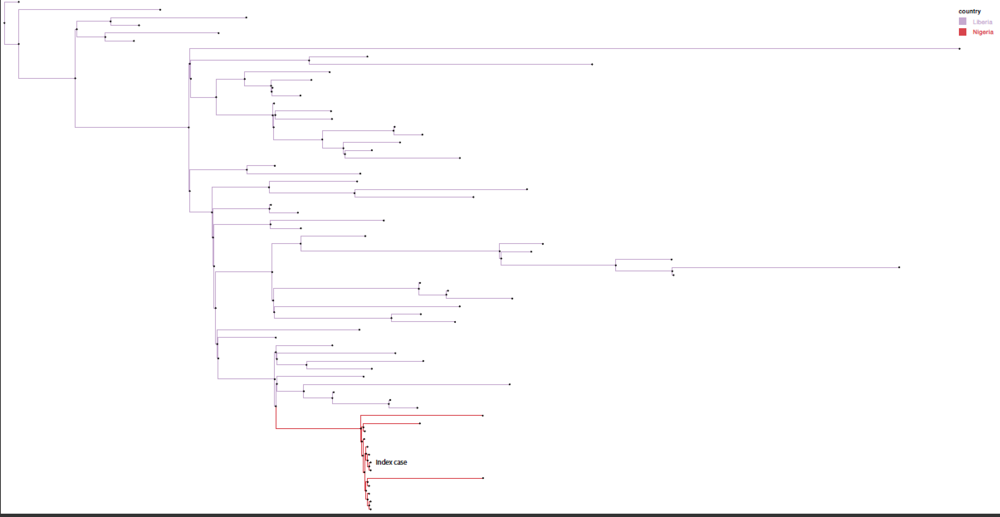 country
Liberia
Nigeria
Index case